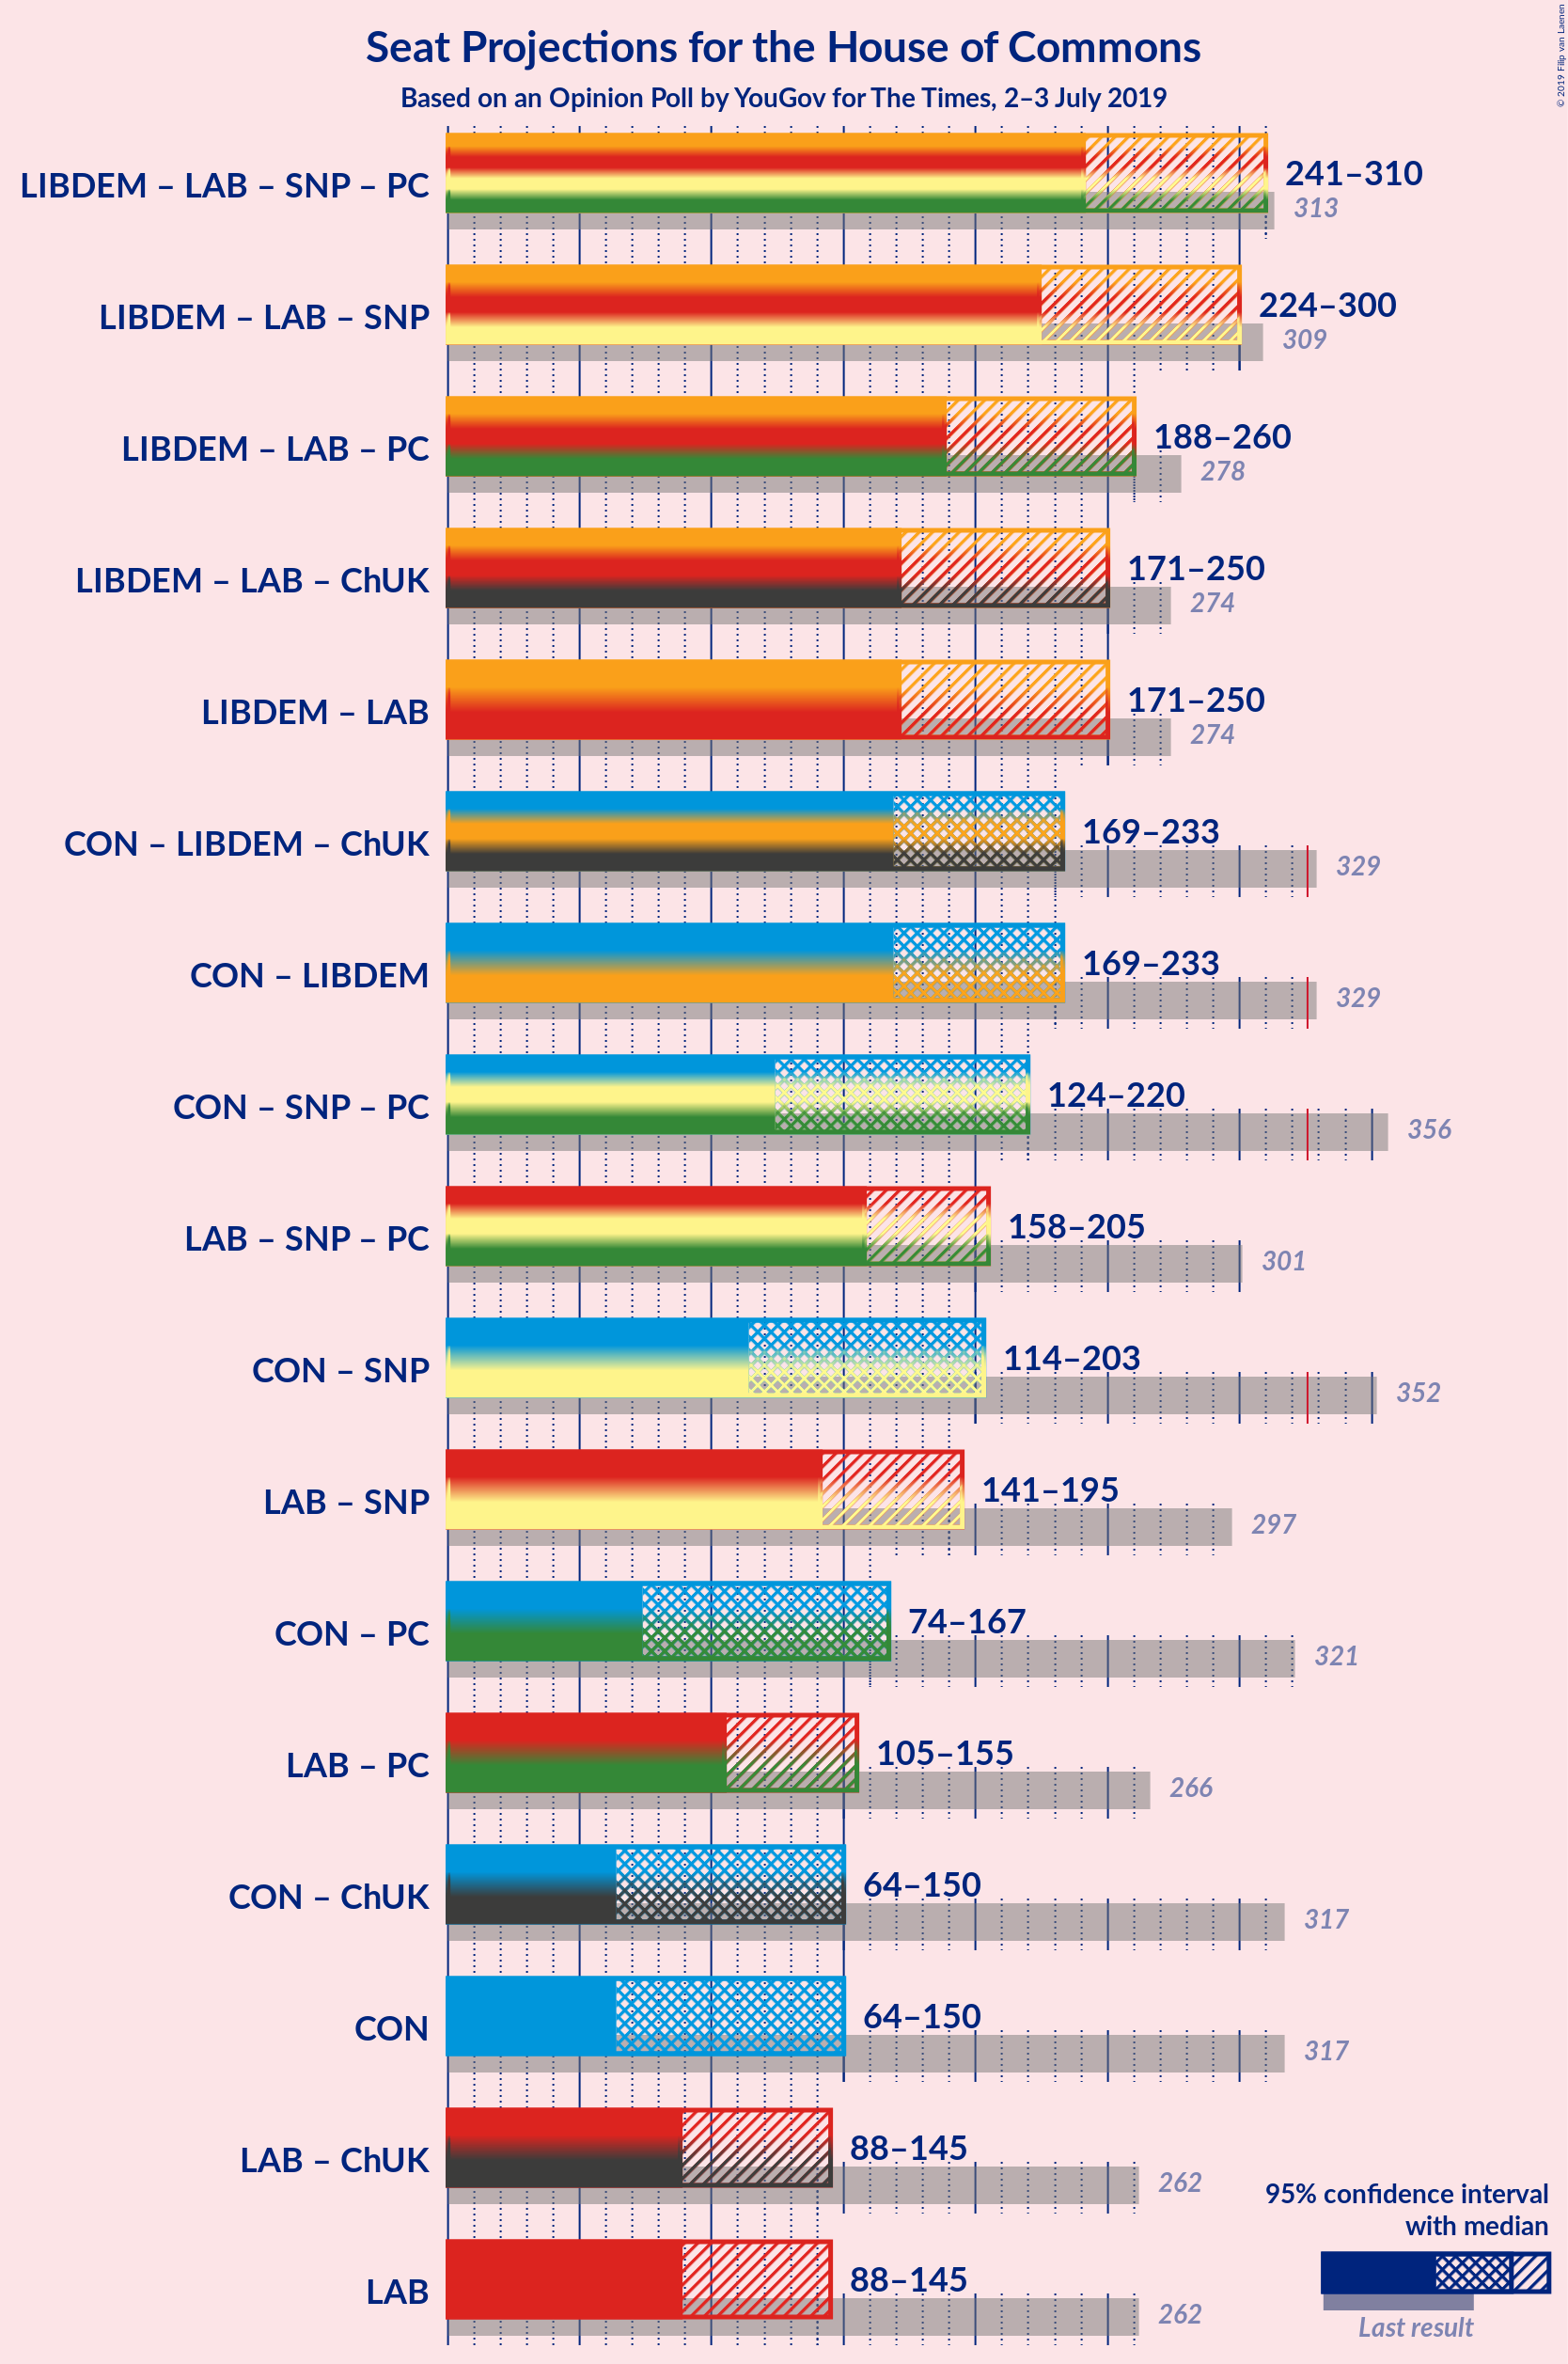 Seat Projections for the House of Commons
Based on an Opinion Poll by YouGov for The Times, 2–3 July 2019
© 2019 Filip van Laenen
LIBDEM – LAB – SNP – PC
241–310
313
LIBDEM – LAB – SNP
224–300
309
LIBDEM – LAB – PC
188–260
278
LIBDEM – LAB – ChUK
171–250
274
LIBDEM – LAB
171–250
274
CON – LIBDEM – ChUK
169–233
329
CON – LIBDEM
169–233
329
CON – SNP – PC
124–220
356
LAB – SNP – PC
158–205
301
CON – SNP
114–203
352
LAB – SNP
141–195
297
CON – PC
74–167
321
LAB – PC
105–155
266
CON – ChUK
64–150
317
CON
64–150
317
LAB – ChUK
88–145
262
LAB
88–145
262
95% confidence interval
with median
Last result